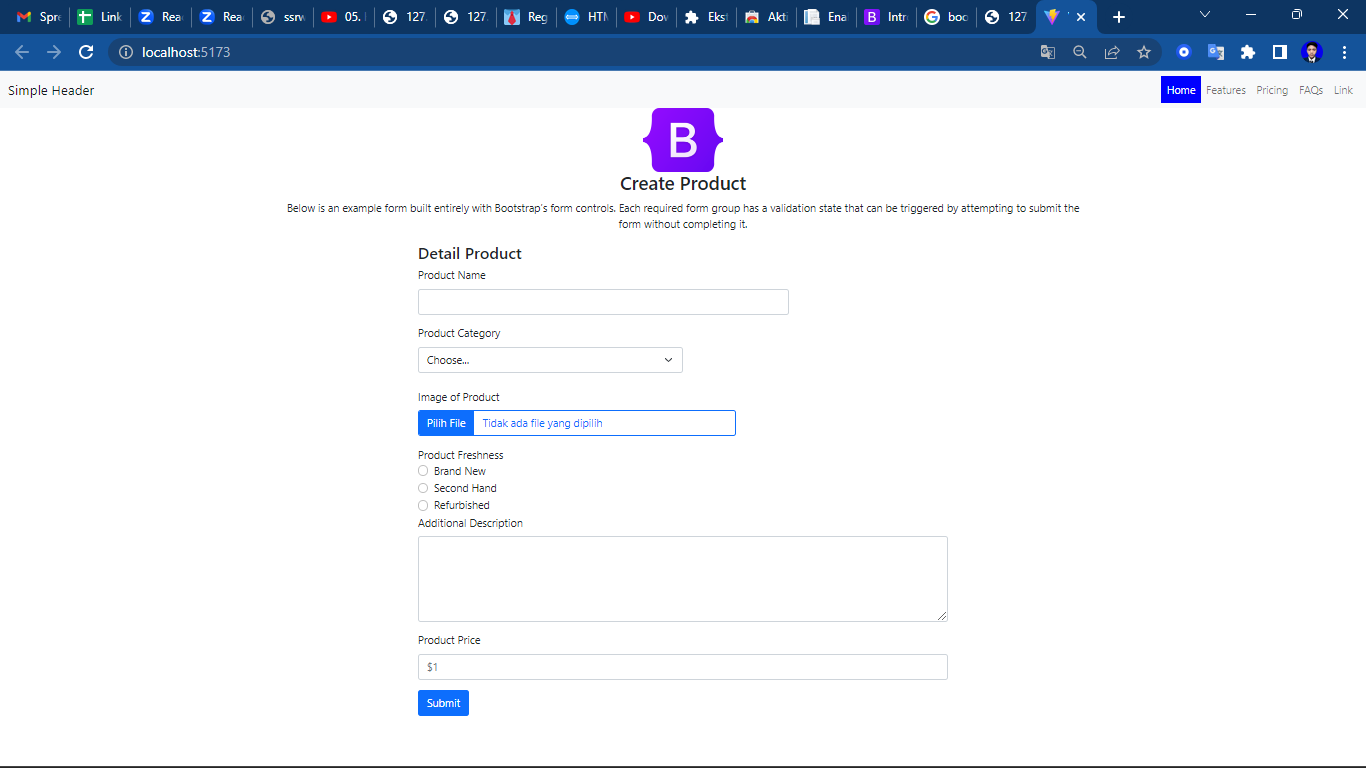 Spre
Link
Reac
Reac
ssrw
05.
127.
127.
Reg
HTM
Dov
Ekst
Akti
Ena
Intr
boo
127
localhost:5173
Simple Header
Home Features Pricing FAQs Link
B
Create Product
Below is an example form built entirely with Bootstrap's form controls. Each required form group has a validation state that can be triggered by attempting to submit the
form without completing it.
Detail Product
Product Name
Product Category
Choose...
Image of Product
Pilih File Tidak ada file yang dipilih
Product Freshness
Brand New
Second Hand
Refurbished
Additional Description
Product Price
$1
Submit